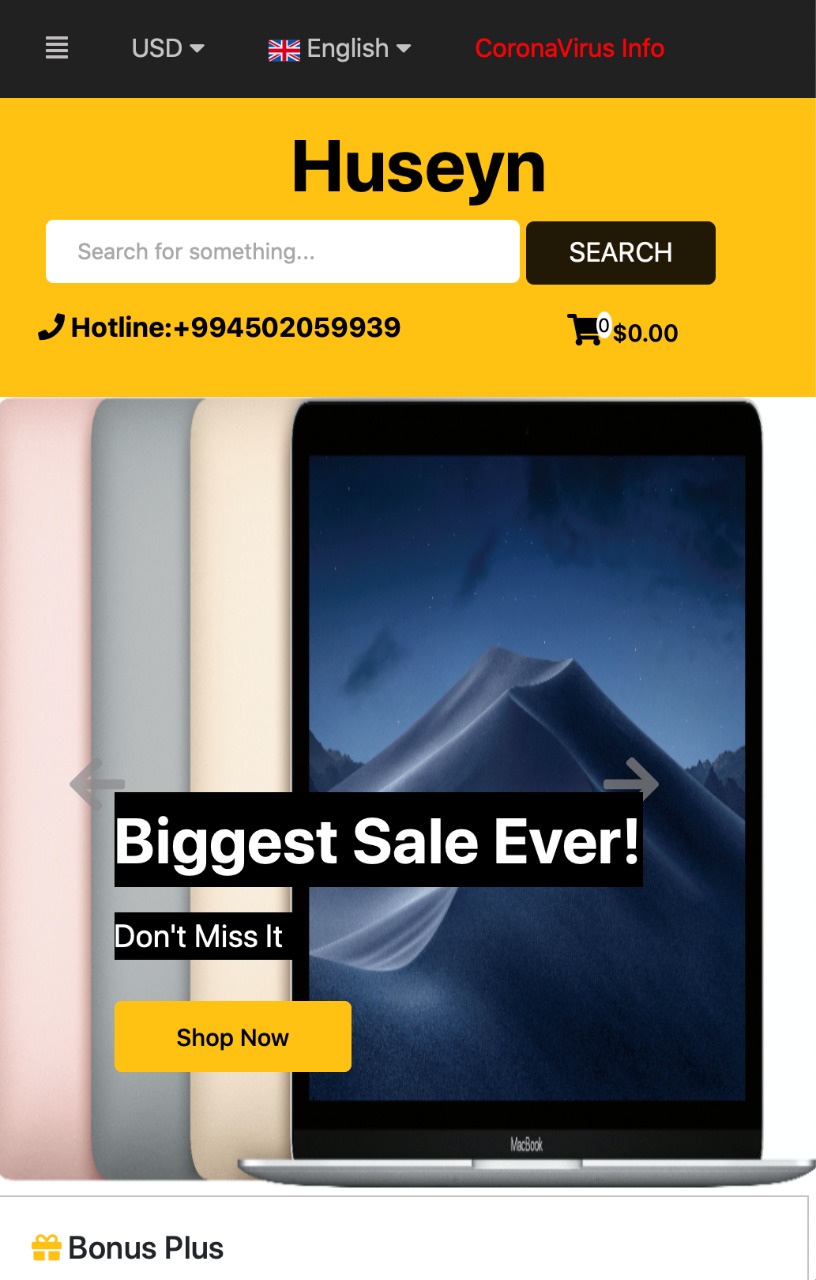 USD English CoronaVirus Info
Huseyn
Search for something... SEARCH
Hotline:+994502059939 0 $0.00
Biggest Sale Ever!
Don't Miss It
Shop Now
MacBook
Bonus Plus